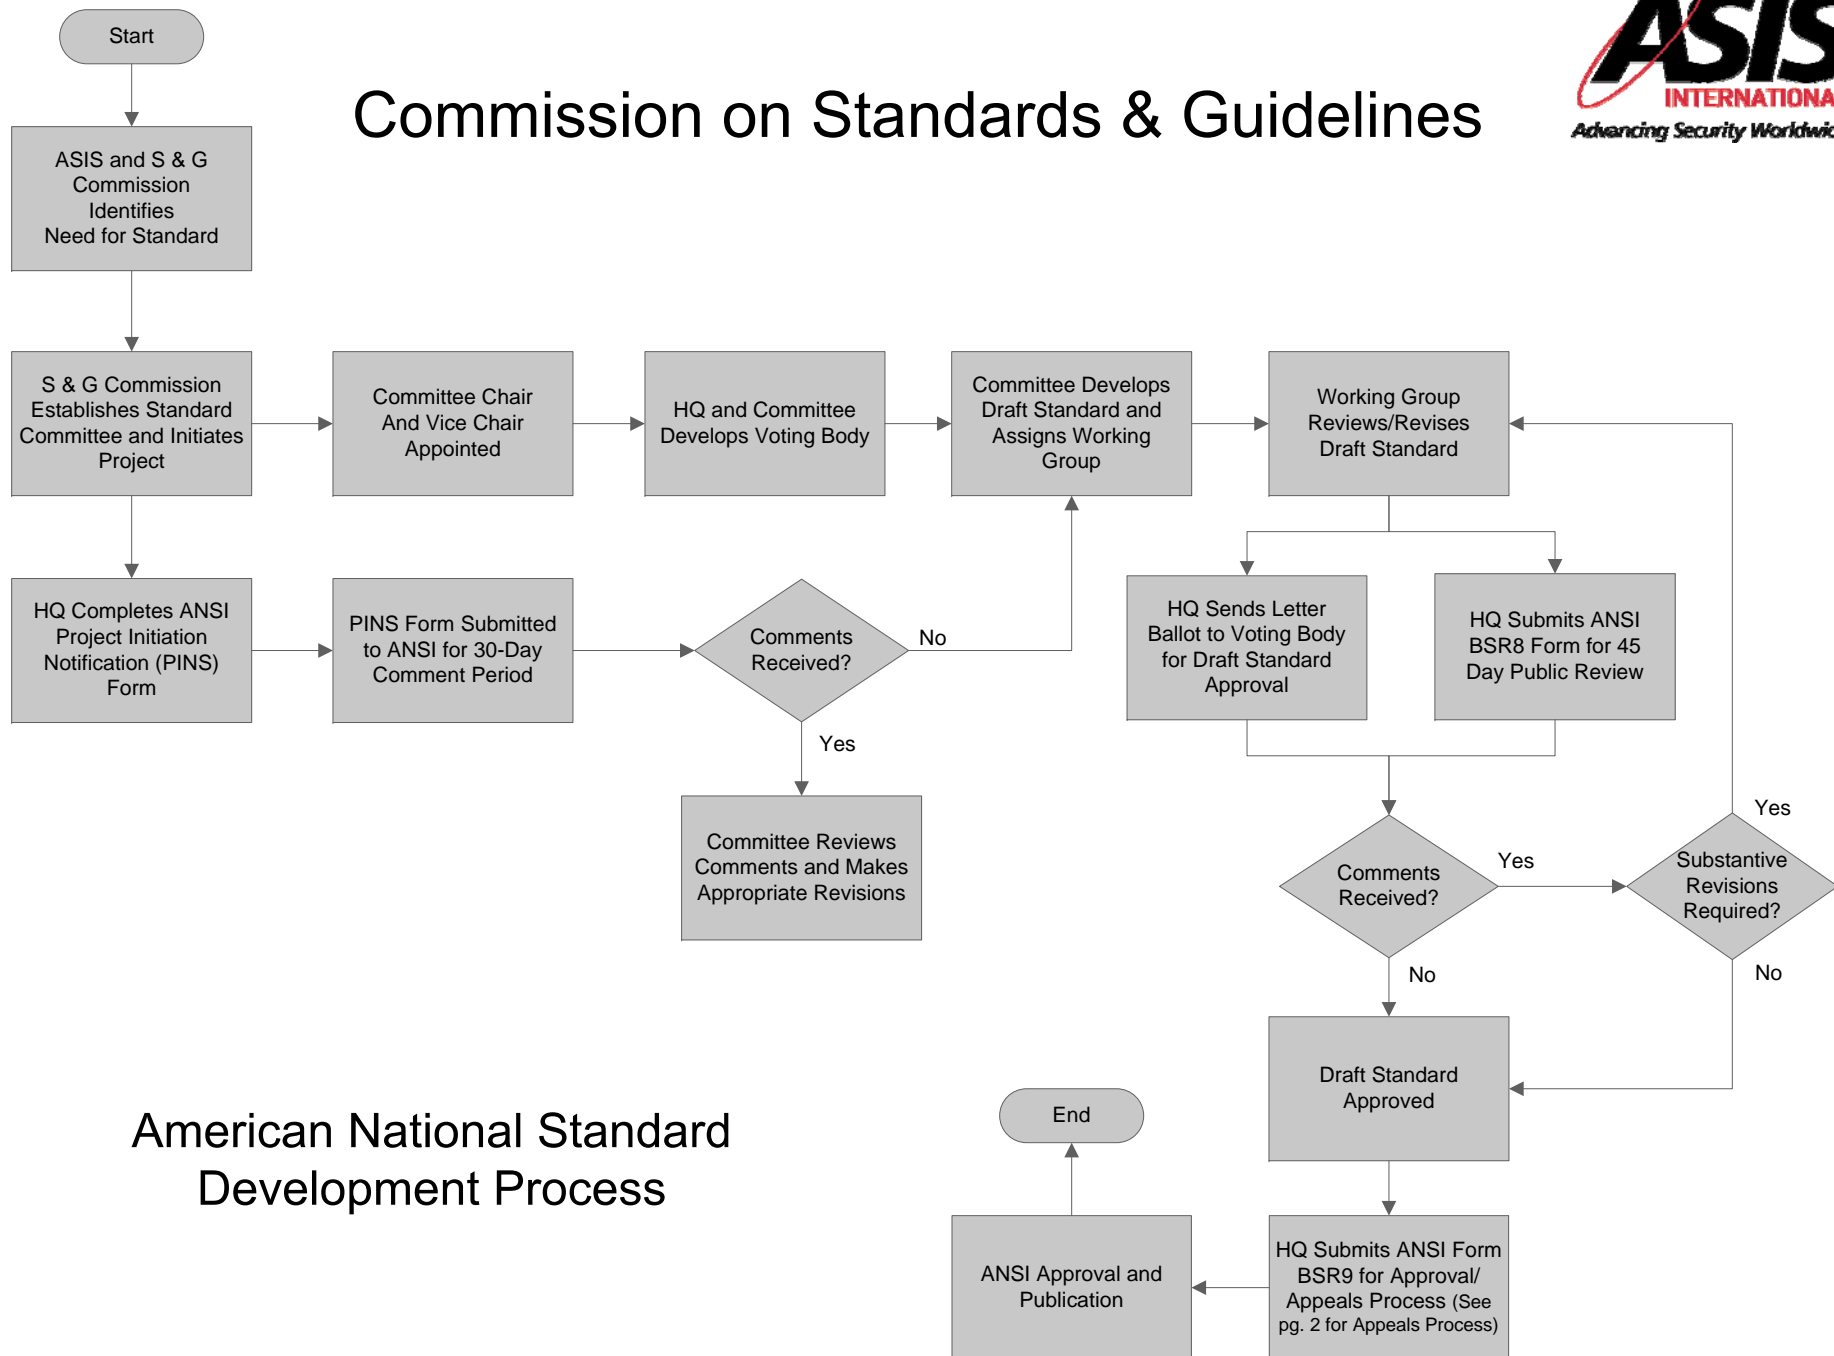 Start
Commission on Standards & Guidelines
ASIS
INTERNATIONA
Advancing Security Worldwid
ASIS and S & G
Commission
Identifies
Need for Standard
S & G Commission
Establishes Standard
Committee and Initiates
Project
Committee Chair
And Vice Chair
Appointed
HQ and Committee
Develops Voting Body
Committee Develops
Draft Standard and
Assigns Working
Group
Working Group
Reviews/Revises
Draft Standard
HQ Completes ANSI
Project Initiation
Notification (PINS)
Form
PINS Form Submitted
to ANSI for 30-Day
Comment Period
Comments
Received?
No
Yes
Committee Reviews
Comments and Makes
Appropriate Revisions
HQ Sends Letter
Ballot to Voting Body
for Draft Standard
Approval
HQ Submits ANSI
BSR8 Form for 45
Day Public Review
Comments
Received?
Yes
No
Substantive
Revisions
Required?
Yes
No
Draft Standard
Approved
HQ Submits ANSI Form
BSR9 for Approval/
Appeals Process (See
pg. 2 for Appeals Process)
ANSI Approval and
Publication
End
American National Standard
Development Process